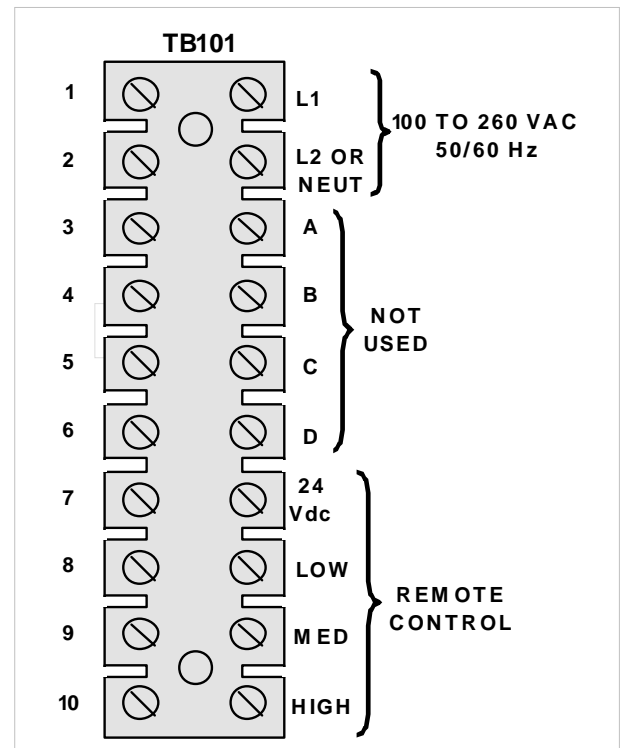 TB101
1
L1
100 TO 260 VAC
50/60 Hz
2
L2 OR
NEUT
3
A
4
B
NOT
USED
5
C
6
D
7
24
Vdc
8
LOW
REMOTE
CONTROL
9
MED
10
HIGH